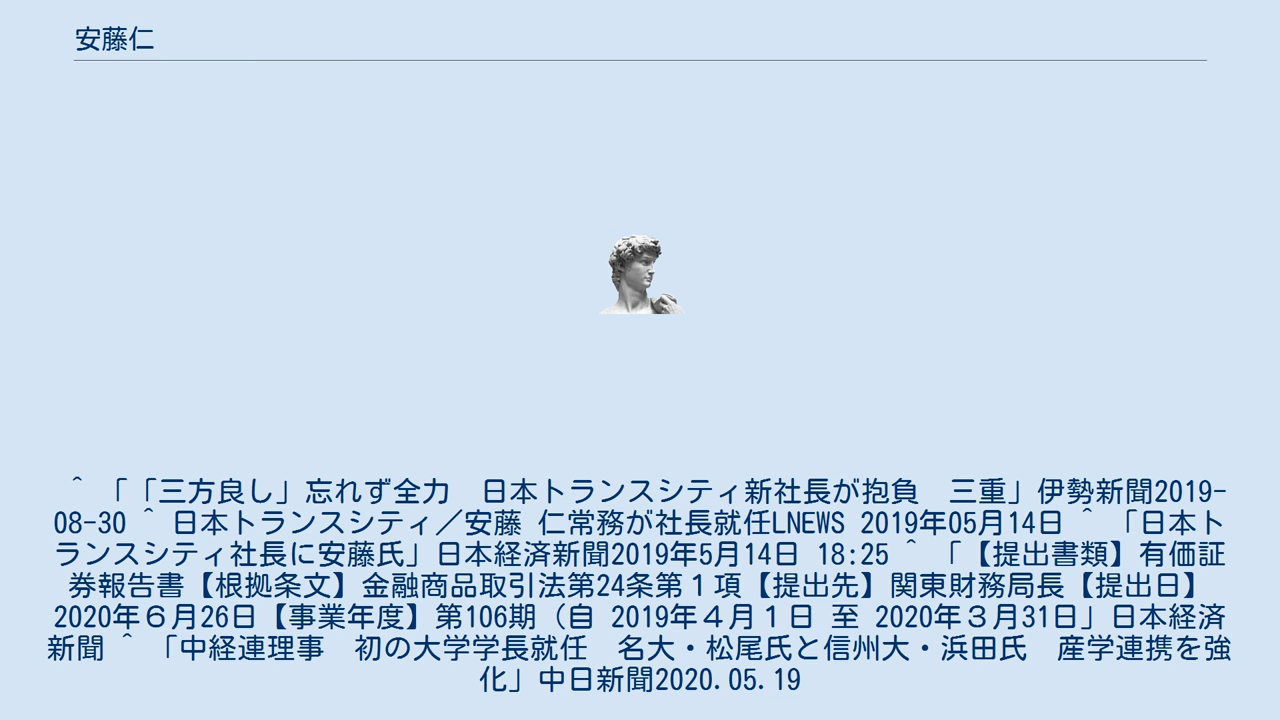 安藤仁
^ 「「三方良し」忘れず全力　日本トランスシティ新社長が抱負　三重」伊勢新聞2019-
08-30 ^ 日本トランスシティ／安藤 仁常務が社長就任LNEWS 2019年05月14日 ^ 「日本ト
ランスシティ社長に安藤氏」日本経済新聞2019年5月14日 18:25 ^ 「【提出書類】有価証
券報告書【根拠条文】金融商品取引法第24条第１項【提出先】関東財務局長【提出日】
2020年６月26日【事業年度】第106期（自 2019年４月１日 至 2020年３月31日」日本経済
新聞 ^ 「中経連理事　初の大学学長就任　名大・松尾氏と信州大・浜田氏　産学連携を強
化」中日新聞2020.05.19